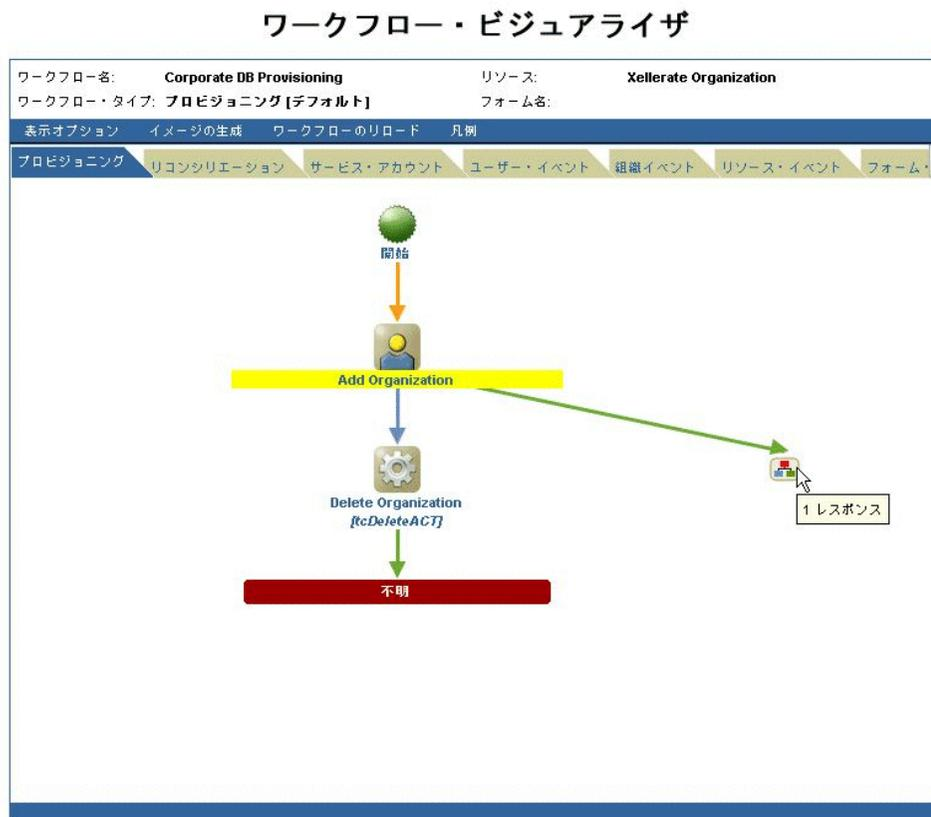 ワークフロー・ビジュアライザ
ワークフロー名: Corporate DB Provisioning リソース: Xellerate Organization
ワークフロー・タイプ: プロビジョニング [デフォルト] フォーム名:
表示オプション イメージの生成 ワークフローのリロード 凡例
プロビジョニング リコンシリエーション サービス・アカウント ユーザー・イベント 組織イベント リソース・イベント フォーム・
開始
Add Organization
Delete Organization
[tcDeleteACT]
1 レスポンス
不明